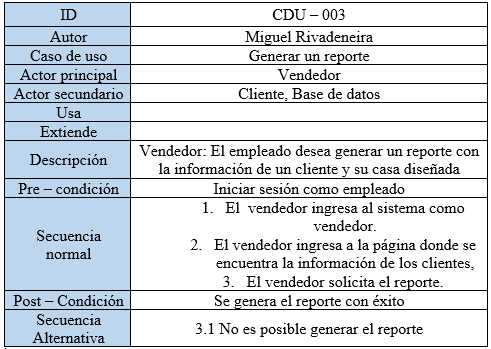 ID CDU – 003
Autor Miguel Rivadeneira
Caso de uso Generar un reporte
Actor principal Vendedor
Actor secundario Cliente, Base de datos
Usa
Extiende
Descripción Vendedor: El empleado desea generar un reporte con
la información de un cliente y su casa diseñada
Pre – condición Iniciar sesión como empleado
Secuencia
normal
1. El vendedor ingresa al sistema como
vendedor.
2. El vendedor ingresa a la página donde se
encuentra la información de los clientes,
3. El vendedor solicita el reporte.
Post – Condición Se genera el reporte con éxito
Secuencia
Alternativa
3.1 No es posible generar el reporte